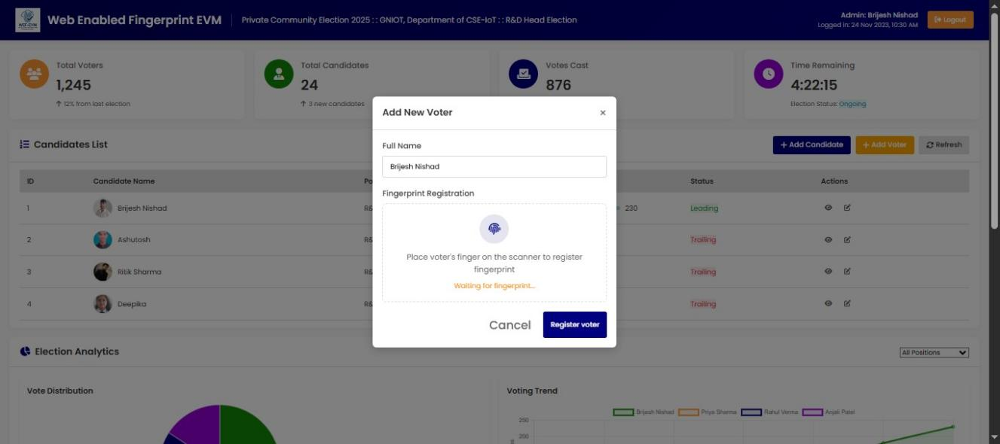 Web Enabled Fingerprint EVM
Private Community Election 2025 : : GNIOT, Department of CSE-IoT : : R&D Head Election
Admin: Brijesh Nishad
Logged in: 24 Nov 2023, 10:30 AM
Logout
Total Voters
1,245
↑ 12% from last election
Total Candidates
24
↑ 3 new candidates
Votes Cast
876
Time Remaining
4:22:15
Election Status: Ongoing
Add New Voter ×
Full Name
Brijesh Nishad
Fingerprint Registration
Place voter's finger on the scanner to register
fingerprint
Waiting for fingerprint...
Cancel Register voter
Candidates List
+ Add Candidate + Add Voter Refresh
ID Candidate Name Po Status Actions
1 Brijesh Nishad R& 230 Leading
2 Ashutosh R& Trailing
3 Ritik Sharma R& Trailing
4 Deepika R& Trailing
Election Analytics
All Positions
Vote Distribution
Voting Trend
Brijesh Nishad Priya Sharma Rahul Verma Anjali Patel
250
200